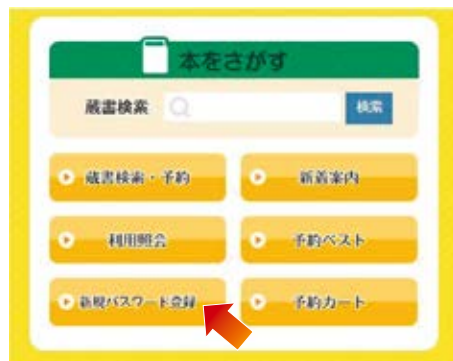 本をさがす
蔵書検索 検索
蔵書検索・予約 新着案内
利用照会 予約ベスト
新規パスワード登録 予約カート